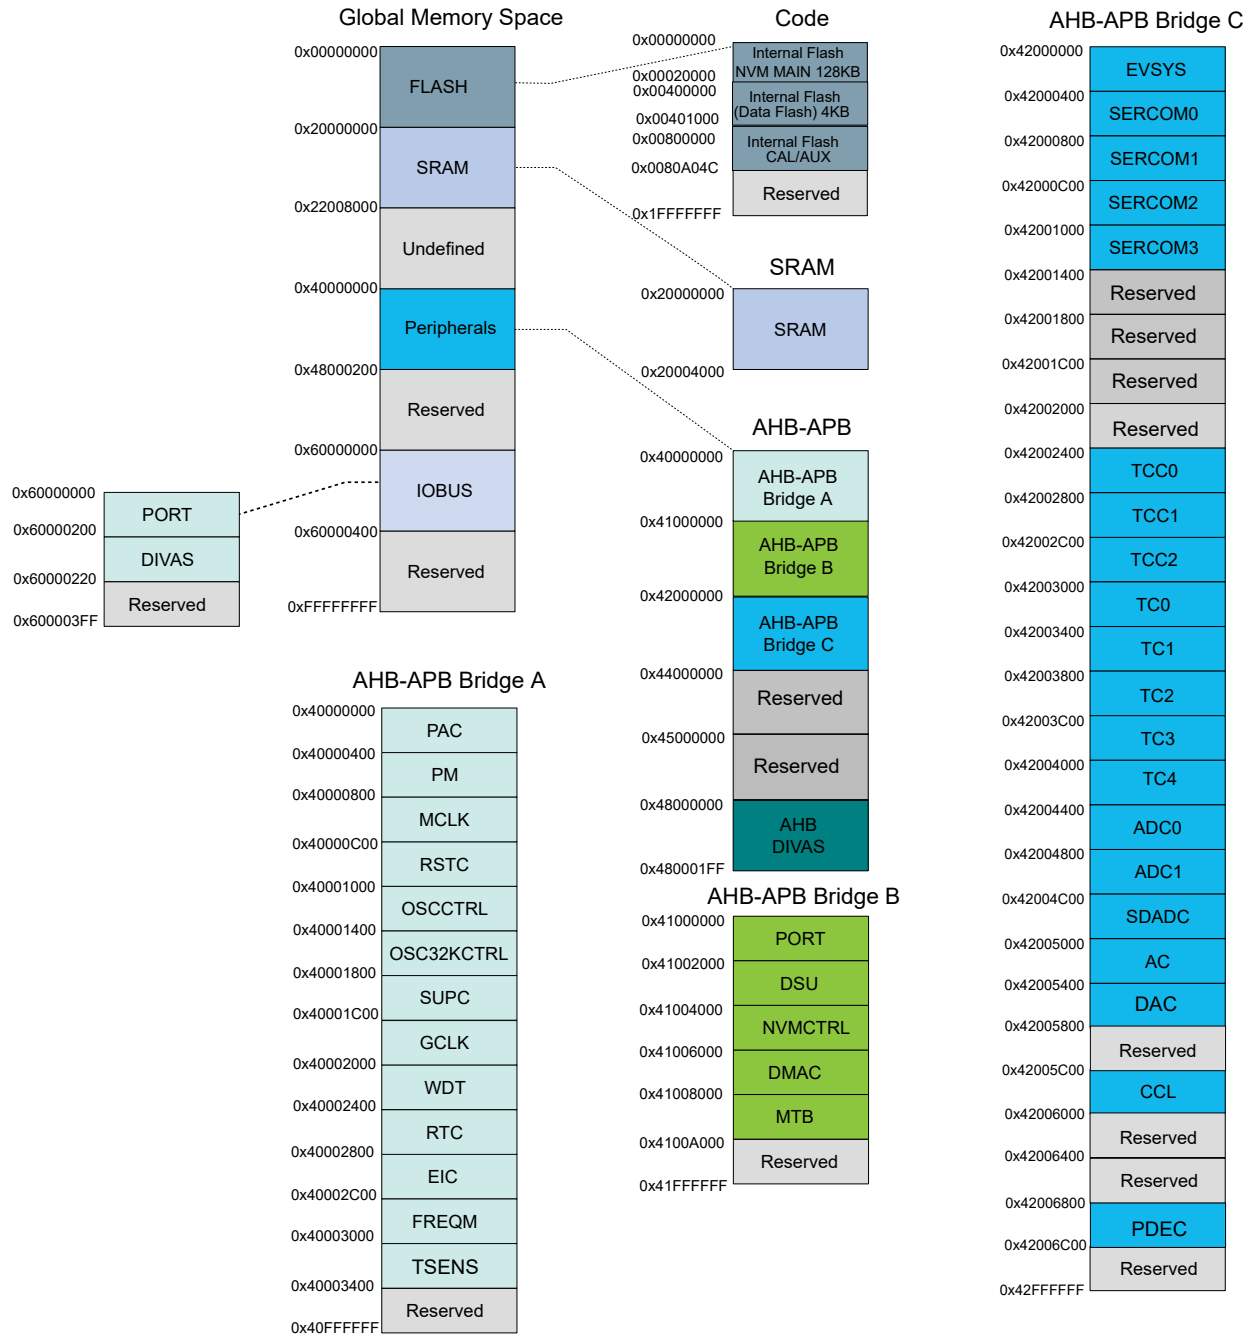 Global Memory Space
0x00000000
FLASH
0x20000000
SRAM
0x22008000
Undefined
0x40000000
Peripherals
0x48000200
Reserved
0x60000000
IOBUS
0x60000400
Reserved
0xFFFFFFFF
0x60000000
PORT
0x60000200
DIVAS
0x60000220
Reserved
0x600003FF
AHB-APB Bridge A
0x40000000
PAC
0x40000400
PM
0x40000800
MCLK
0x40000C00
RSTC
0x40001000
OSCCTRL
0x40001400
OSC32KCTRL
0x40001800
SUPC
0x40001C00
GCLK
0x40002000
WDT
0x40002400
RTC
0x40002800
EIC
0x40002C00
FREQM
0x40003000
TSENS
0x40003400
Reserved
0x40FFFFFF
Code
0x00000000
Internal Flash
NVM MAIN 128KB
0x00020000
0x00400000
Internal Flash
(Data Flash) 4KB
0x00401000
0x00800000
Internal Flash
CAL/AUX
0x0080A04C
Reserved
0x1FFFFFFF
SRAM
0x20000000
SRAM
0x20004000
AHB-APB
0x40000000
AHB-APB
Bridge A
0x41000000
AHB-APB
Bridge B
0x42000000
AHB-APB
Bridge C
0x44000000
Reserved
0x45000000
Reserved
0x48000000
AHB
DIVAS
0x480001FF
AHB-APB Bridge B
0x41000000
PORT
0x41002000
DSU
0x41004000
NVMCTRL
0x41006000
DMAC
0x41008000
MTB
0x4100A000
Reserved
0x41FFFFFF
AHB-APB Bridge C
0x42000000
EVSYS
0x42000400
SERCOM0
0x42000800
SERCOM1
0x42000C00
SERCOM2
0x42001000
SERCOM3
0x42001400
Reserved
0x42001800
Reserved
0x42001C00
Reserved
0x42002000
Reserved
0x42002400
TCC0
0x42002800
TCC1
0x42002C00
TCC2
0x42003000
TC0
0x42003400
TC1
0x42003800
TC2
0x42003C00
TC3
0x42004000
TC4
0x42004400
ADC0
0x42004800
ADC1
0x42004C00
SDADC
0x42005000
AC
0x42005400
DAC
0x42005800
Reserved
0x42005C00
CCL
0x42006000
Reserved
0x42006400
Reserved
0x42006800
PDEC
0x42006C00
Reserved
0x42FFFFFF